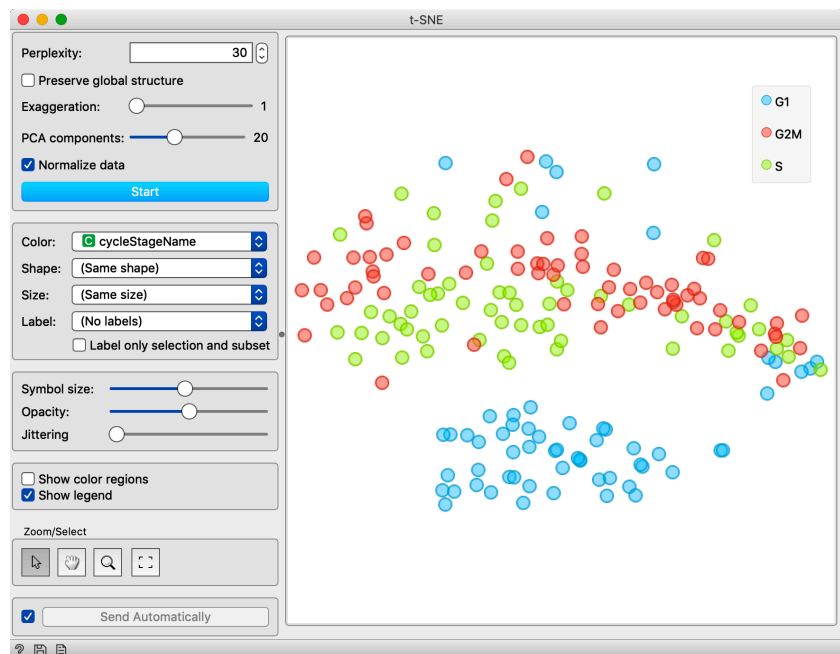 t-SNE
Perplexity: 30
Preserve global structure
Exaggeration: 1
PCA components: 20
Normalize data
Start
Color: C cycleStageName
Shape: (Same shape)
Size: (Same size)
Label: (No labels)
Label only selection and subset
Symbol size:
Opacity:
Jittering
Show color regions
Show legend
Zoom/Select
Send Automatically
?
G1
G2M
S